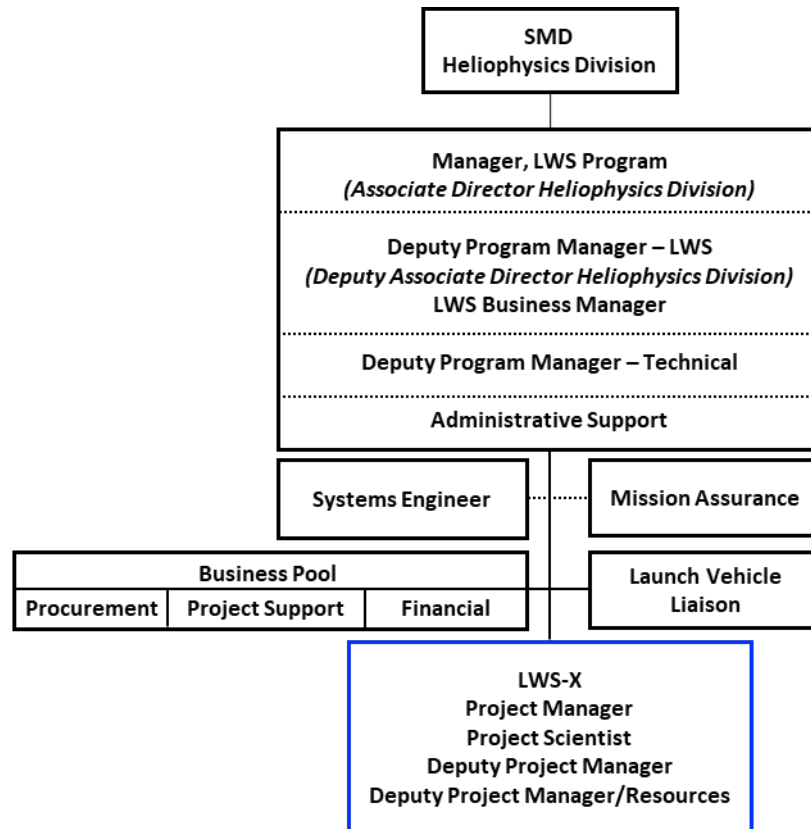 SMD
Heliophysics Division
Manager, LWS Program
(Associate Director Heliophysics Division)
Deputy Program Manager – LWS
(Deputy Associate Director Heliophysics Division)
LWS Business Manager
Deputy Program Manager – Technical
Administrative Support
Systems Engineer
Mission Assurance
Business Pool
Procurement
Project Support
Financial
Launch Vehicle
Liaison
LWS-X
Project Manager
Project Scientist
Deputy Project Manager
Deputy Project Manager/Resources